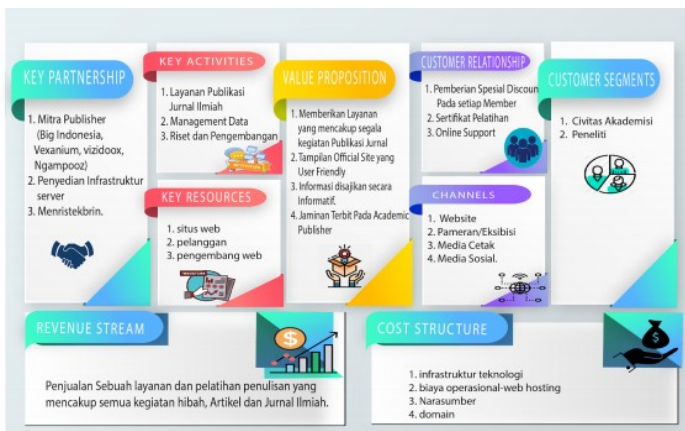 KEY PARTNERSHIP
1. Mitra Publisher
(Big Indonesia,
Vexanium, vizidoox,
Ngampooz)
2. Penyedian Infrastruktur
server
3. Menristekbrin.
KEY ACTIVITIES
1. Layanan Publikasi
Jurnal Ilmiah
2. Management Data
3. Riset dan Pengembangan
KEY RESOURCES
1. situs web
2. pelanggan
3. pengembang web
VALUE PROPOSITION
1. Memberikan Layanan
yang mencakup segala
kegiatan Publikasi Jurnal
2. Tampilan Official Site yang
User Friendly
3. Informasi disajikan secara
Informatif.
4. Jaminan Terbit Pada Academic
Publisher
CUSTOMER RELATIONSHIP
1. Pemberian Spesial Discoun
Pada setiap Member
2. Sertifikat Pelatihan
3. Online Support
CHANNELS
1. Website
2. Pameran/Eksibisi
3. Media Cetak
4. Media Sosial.
CUSTOMER SEGMENTS
1. Civitas Akademisi
2. Peneliti
REVENUE STREAM
Penjualan Sebuah layanan dan pelatihan penulisan yang
mencakup semua kegiatan hibah, Artikel dan Jurnal Ilmiah.
COST STRUCTURE
1. infrastruktur teknologi
2. biaya operasional-web hosting
3. Narasumber
4. domain